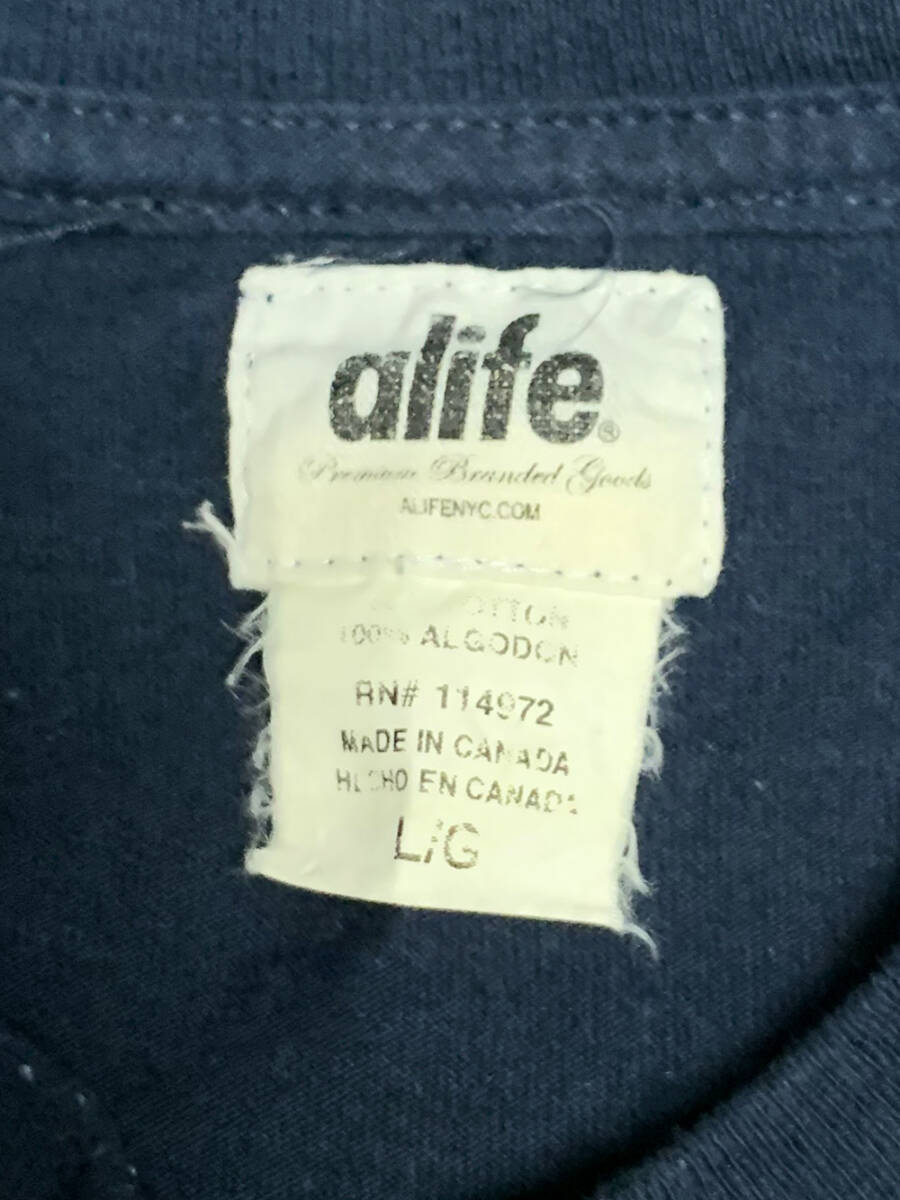 alife®
Premium Branded Goods
ALIFENYC.COM
COTTON
100% ALGODON
RN# 114972
MADE IN CANADA
HECHO EN CANADA
L/G